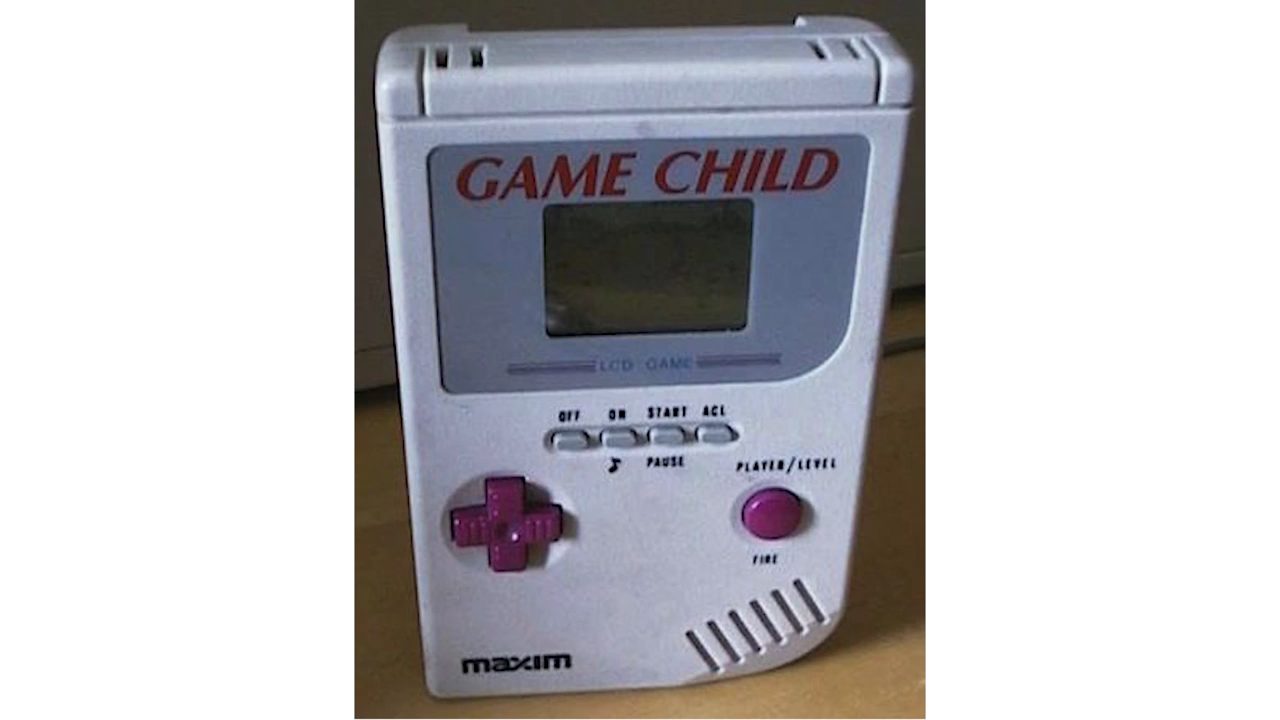 GAME CHILD
LCD GAME
OFF ON START ACL
♪ PAUSE
PLAYER/LEVEL
FIRE
maxim